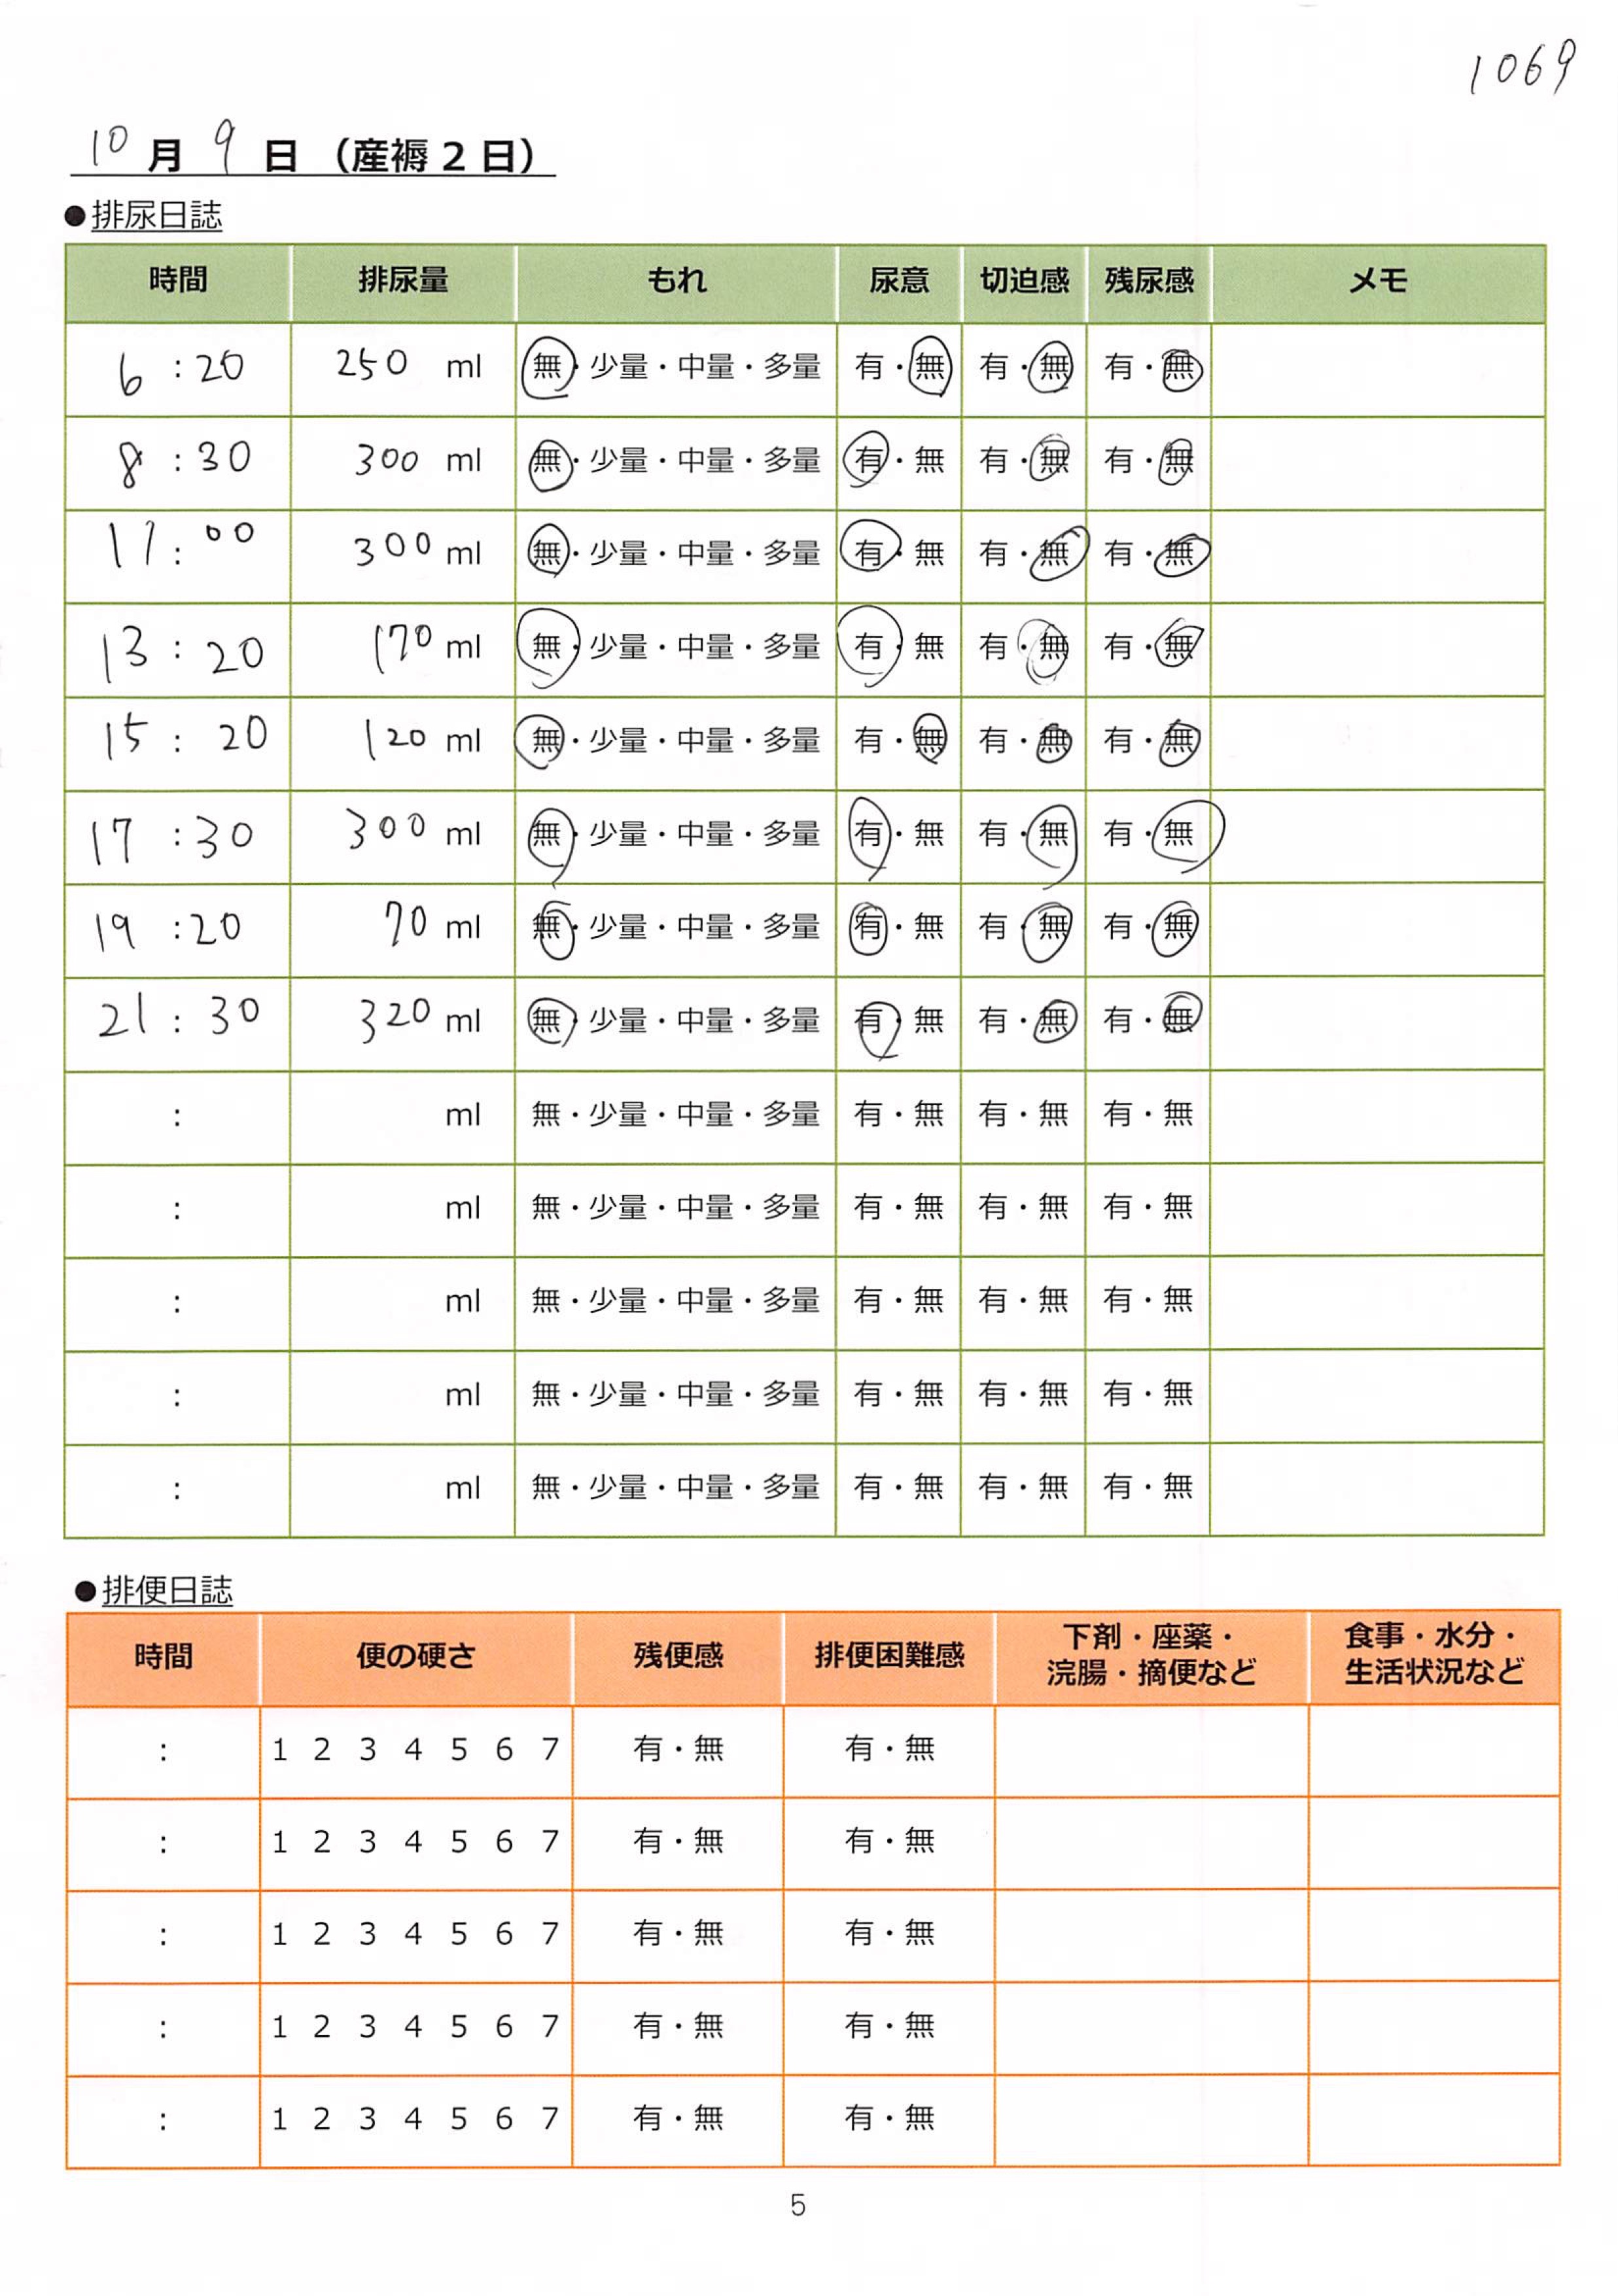 1069
10月9日（産褥2日）
●排尿日誌
時間 排尿量 もれ 尿意 切迫感 残尿感 メモ
6:20 250 ml 無・少量・中量・多量 有・無 有・無 有・無
8:30 300 ml 無・少量・中量・多量 有・無 有・無 有・無
11:00 300 ml 無・少量・中量・多量 有・無 有・無 有・無
13:20 170 ml 無・少量・中量・多量 有・無 有・無 有・無
15:20 120 ml 無・少量・中量・多量 有・無 有・無 有・無
17:30 300 ml 無・少量・中量・多量 有・無 有・無 有・無
19:20 70 ml 無・少量・中量・多量 有・無 有・無 有・無
21:30 320 ml 無・少量・中量・多量 有・無 有・無 有・無
: ml 無・少量・中量・多量 有・無 有・無 有・無
: ml 無・少量・中量・多量 有・無 有・無 有・無
: ml 無・少量・中量・多量 有・無 有・無 有・無
: ml 無・少量・中量・多量 有・無 有・無 有・無
: ml 無・少量・中量・多量 有・無 有・無 有・無
●排便日誌
時間 便の硬さ 残便感 排便困難感 下剤・座薬・浣腸・摘便など 食事・水分・生活状況など
: 1 2 3 4 5 6 7 有・無 有・無
: 1 2 3 4 5 6 7 有・無 有・無
: 1 2 3 4 5 6 7 有・無 有・無
: 1 2 3 4 5 6 7 有・無 有・無
: 1 2 3 4 5 6 7 有・無 有・無
5